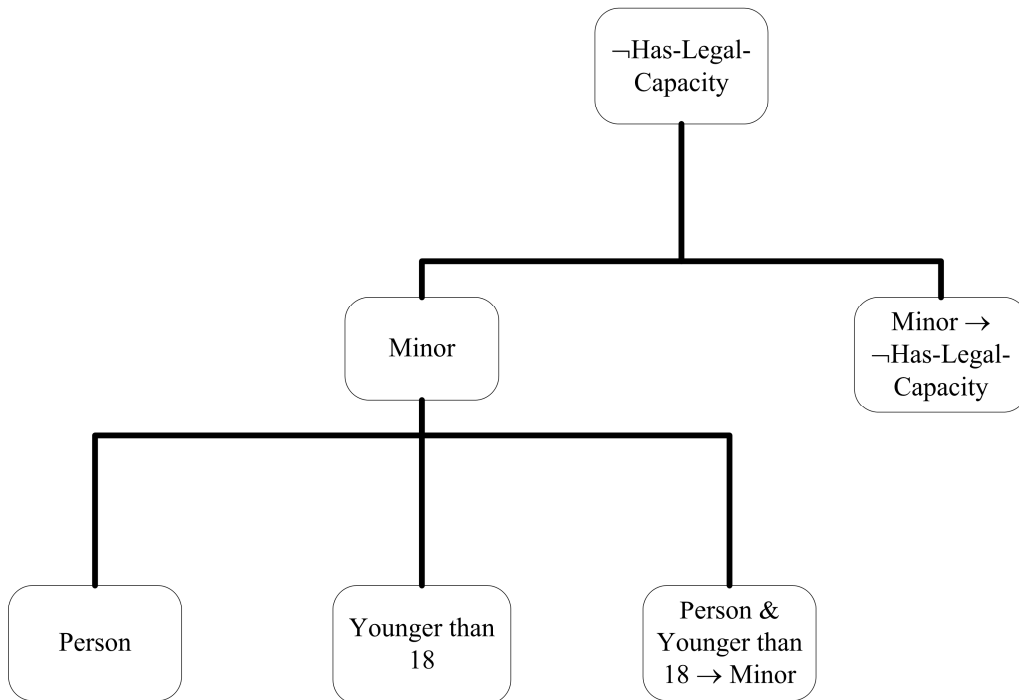 ¬Has-Legal-
Capacity
Minor
Minor →
¬Has-Legal-
Capacity
Person
Younger than
18
Person &
Younger than
18 → Minor